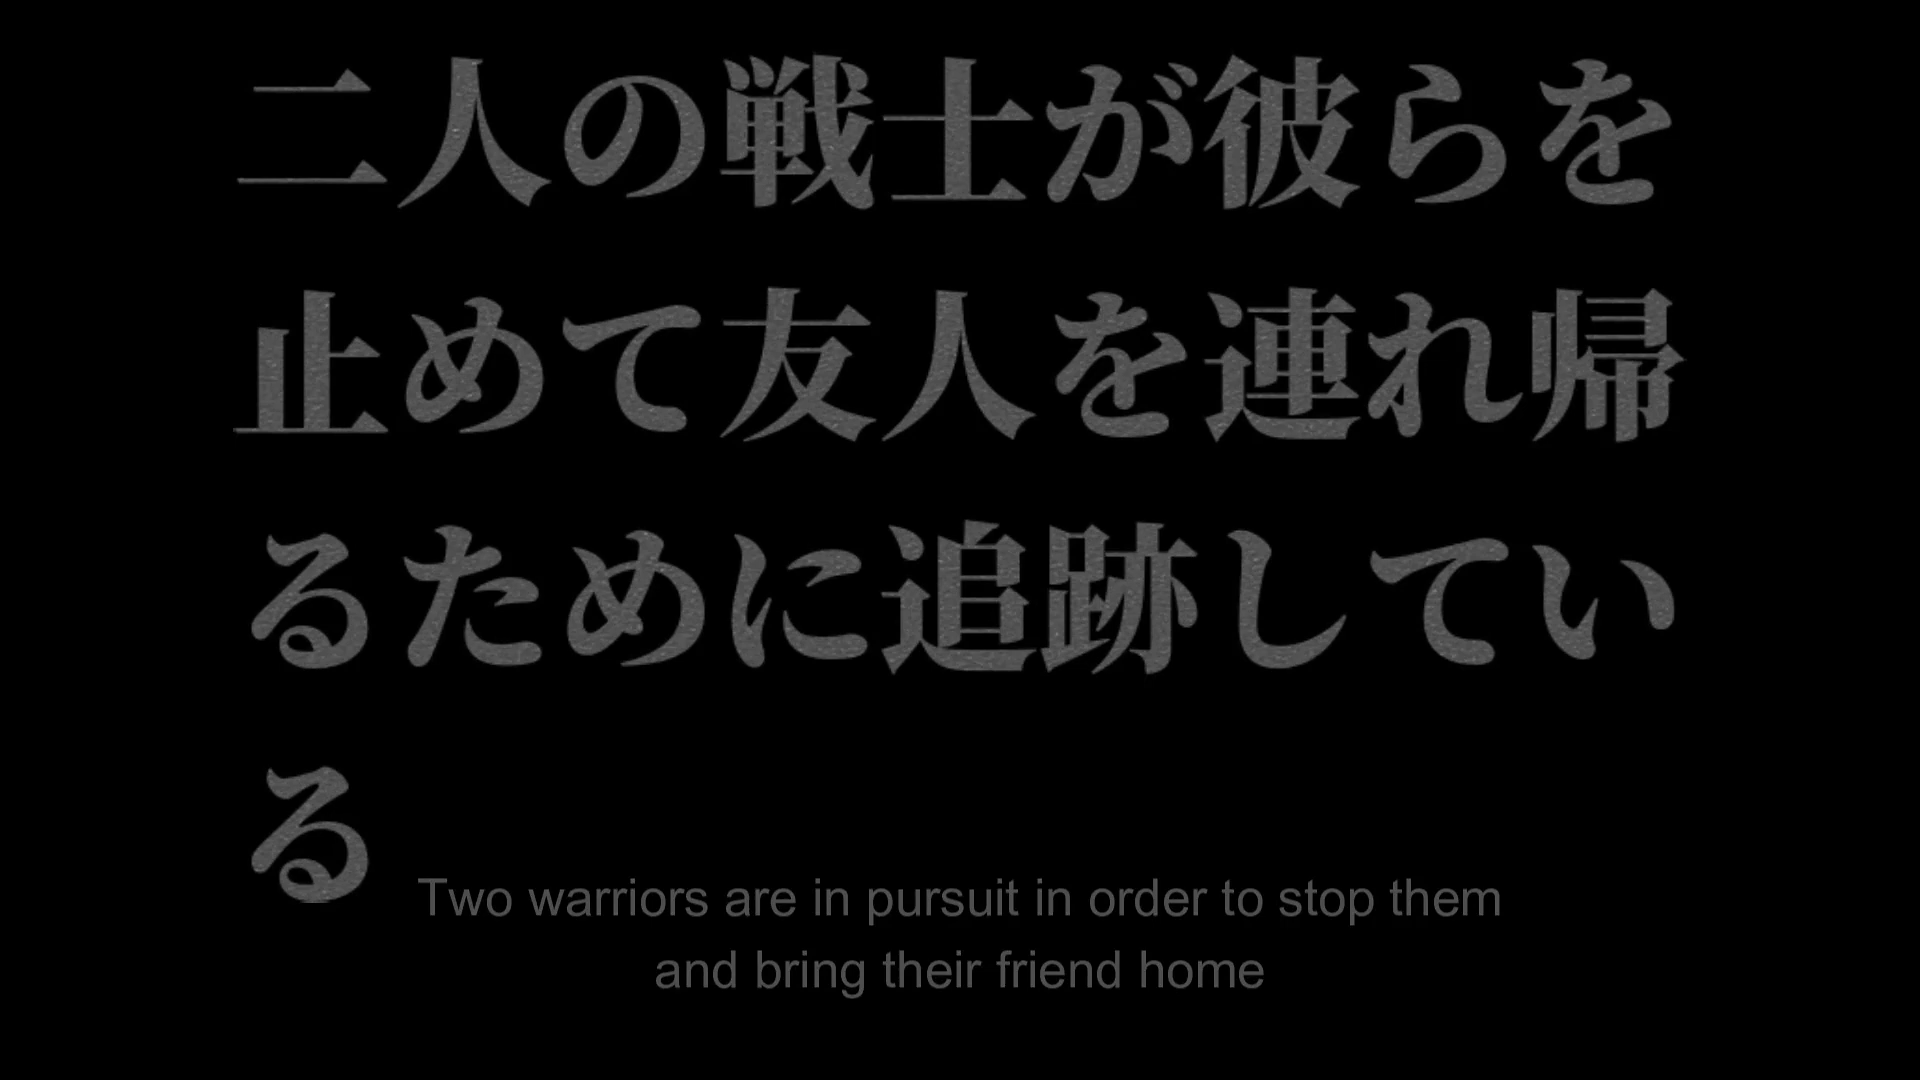 二人の戦士が彼らを
止めて友人を連れ帰
るために追跡してい
る
Two warriors are in pursuit in order to stop them
and bring their friend home